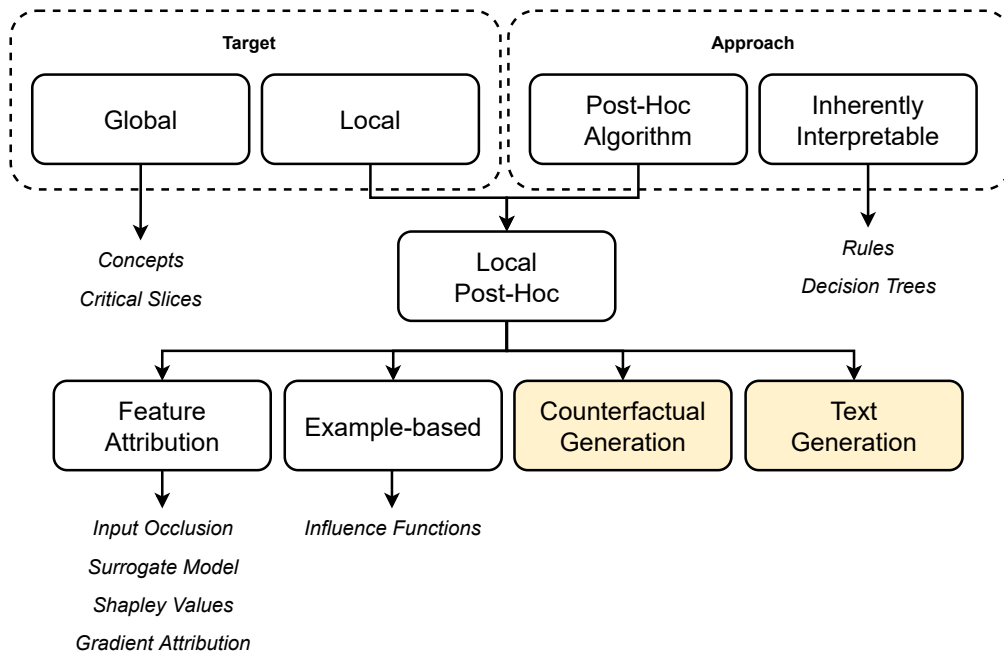 Target
Approach
Global
Local
Post-Hoc
Algorithm
Inherently
Interpretable
Concepts
Critical Slices
Rules
Decision Trees
Local
Post-Hoc
Feature
Attribution
Example-based
Counterfactual
Generation
Text
Generation
Input Occlusion
Surrogate Model
Shapley Values
Gradient Attribution
Influence Functions